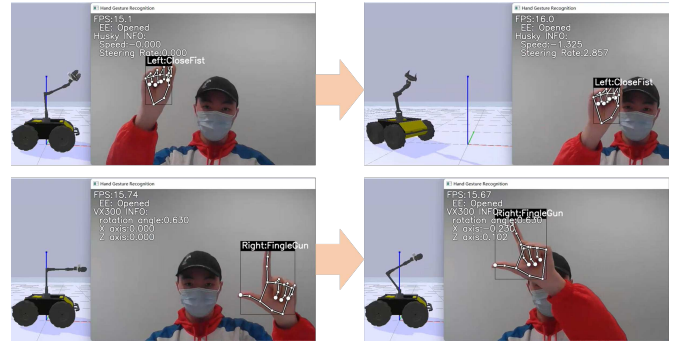 Hand Gesture Recognition
FPS:15.1
EE: Opened
Husky INFO:
Speed:-0.000
Steering Rate:0.000
Left:CloseFist
Hand Gesture Recognition
FPS:16.0
EE: Opened
Husky INFO:
Speed:-1.325
Steering Rate:2.857
Left:CloseFist
Hand Gesture Recognition
FPS:15.74
EE: Opened
VX300 INFO:
rotation angle:0.630
X axis:0.000
Z axis:0.000
Right:FingleGun
Hand Gesture Recognition
FPS:15.67
EE: Opened
VX300 INFO:
Right:FingleGun
rotation angle:0.630
X axis:-0.230
Z axis:0.102